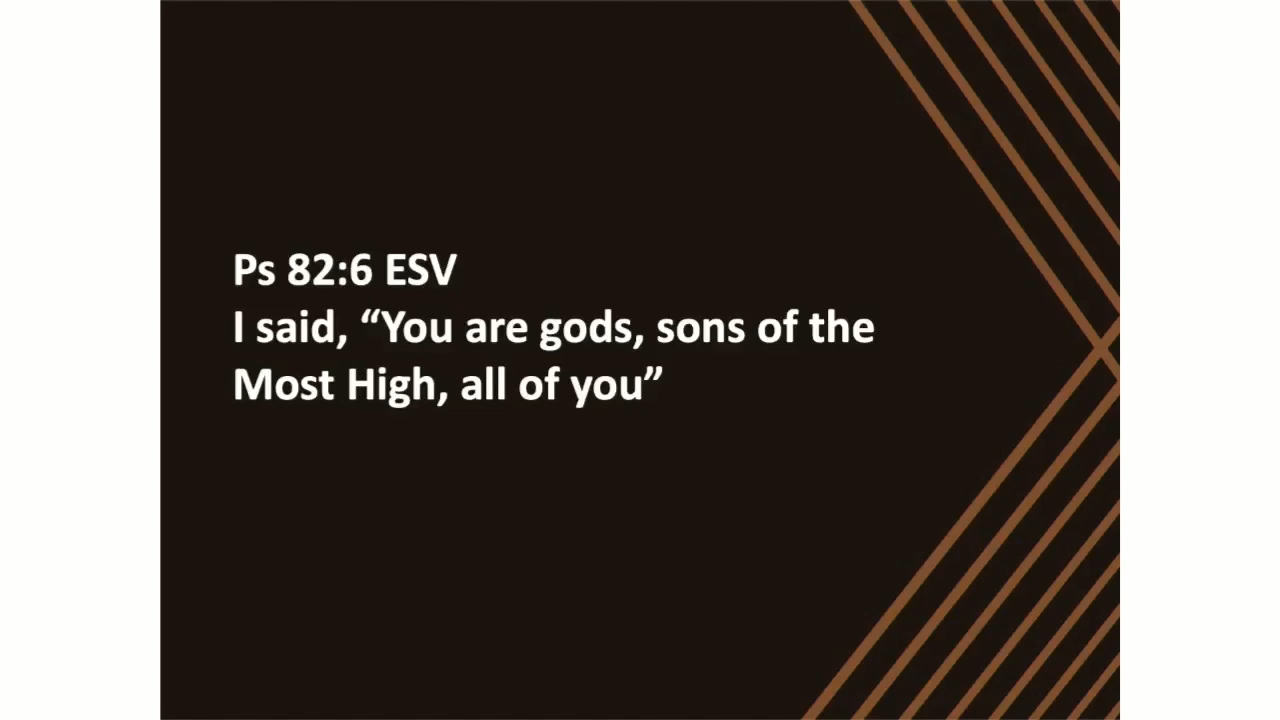 Ps 82:6 ESV
I said, “You are gods, sons of the
Most High, all of you”